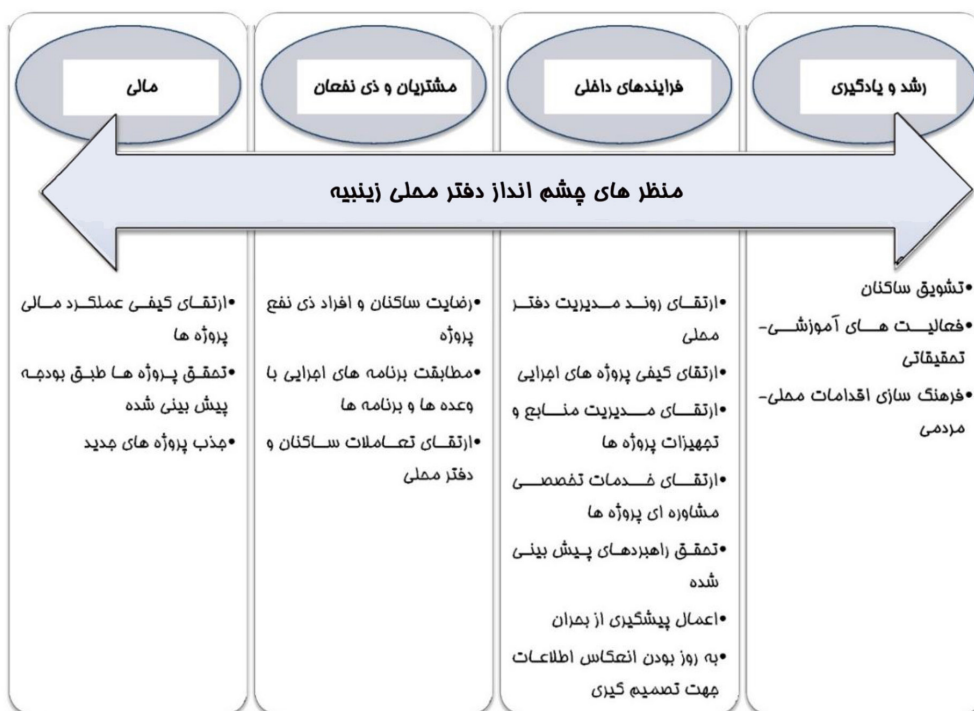 رشد و یادگیری
فرایندهای داخلی
مشتریان و ذی نفعان
مالی
منظر های چشم انداز دفتر محلی زینبیه
•تشویق ساکنان
•فعالیت های آموزشی-
تحقیقاتی
•فرهنگ سازی اقدامات محلی-
مردمی
•ارتقای روند مدیریت دفتر
محلی
•ارتقای کیفی پروژه های اجرایی
•ارتقای مدیریت منابع و
تجهیزات پروژه ها
•ارتقای خدمات تخصصی
مشاوره ای پروژه ها
•تحقق راهبردهای پیش بینی
شده
•اعمال پیشگیری از بحران
•به روز بودن انعکاس اطلاعات
جهت تصمیم گیری
•رضایت ساکنان و افراد ذی نفع
پروژه
•مطابقت برنامه های اجرایی با
وعده ها و برنامه ها
•ارتقای تعاملات ساکنان و
دفتر محلی
•ارتقای کیفی عملکرد مالی
پروژه ها
•تحقق پروژه ها طبق بودجه
پیش بینی شده
•جذب پروژه های جدید